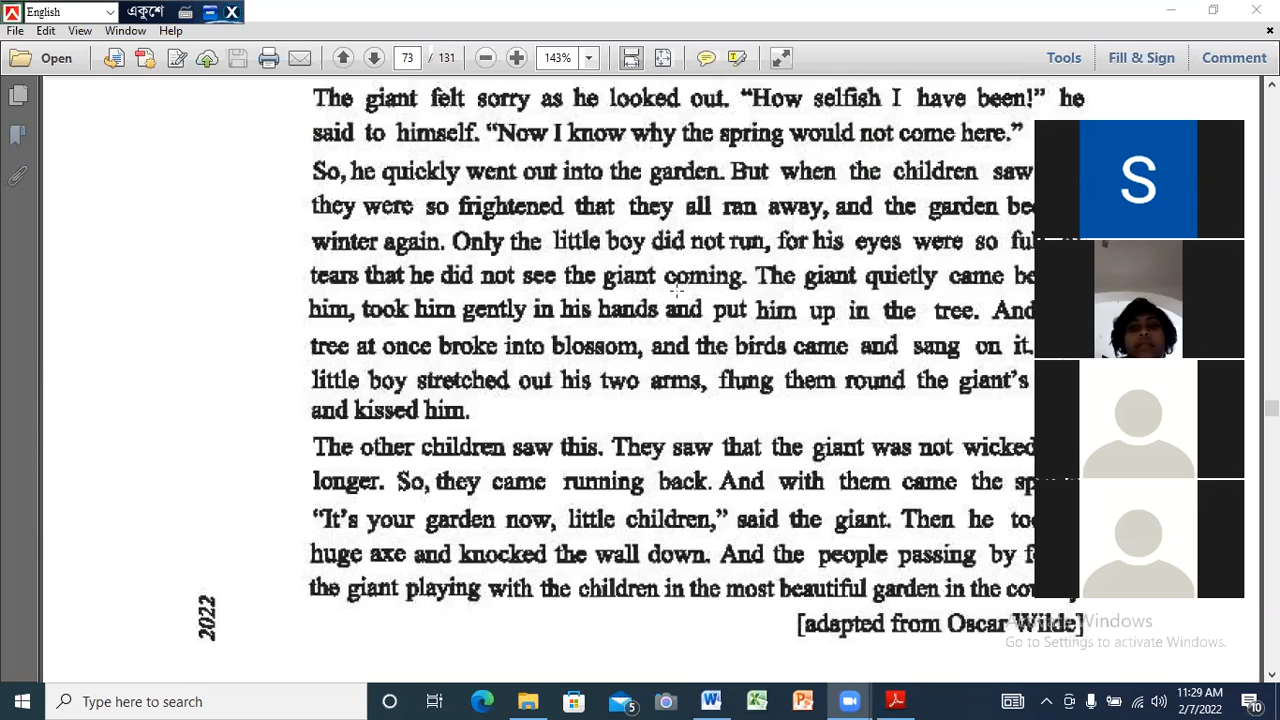 English
একুশে
File Edit View Window Help
Open 73 / 131 143% Tools Fill & Sign Comment
The giant felt sorry as he looked out. “How selfish I have been!” he
said to himself. “Now I know why the spring would not come here.”
So, he quickly went out into the garden. But when the children saw
they were so frightened that they all ran away, and the garden
winter again. Only the little boy did not run, for his eyes were so
tears that he did not see the giant coming. The giant quietly came
him, took him gently in his hands and put him up in the tree. And
tree at once broke into blossom, and the birds came and sang on it.
little boy stretched out his two arms, flung them round the giant’s
and kissed him.
The other children saw this. They saw that the giant was not wicked
longer. So, they came running back. And with them came the
“It’s your garden now, little children,” said the giant. Then he
huge axe and knocked the wall down. And the people passing by
the giant playing with the children in the most beautiful garden in the
[adapted from Oscar Wilde]
2022
S
Activate Windows
Go to Settings to activate Windows.
Type here to search
5
11:29 AM
2/7/2022
10